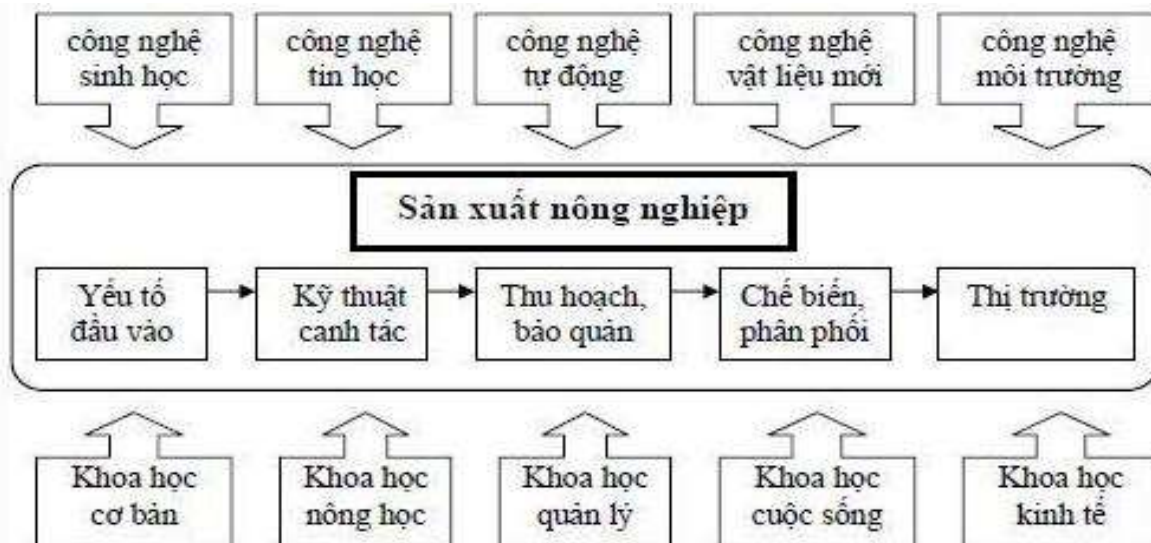 công nghệ
sinh học
công nghệ
tin học
công nghệ
tự động
công nghệ
vật liệu mới
công nghệ
môi trường
Sản xuất nông nghiệp
Yếu tố
đầu vào
Kỹ thuật
canh tác
Thu hoạch,
bảo quản
Chế biến,
phân phối
Thị trường
Khoa học
cơ bản
Khoa học
nông học
Khoa học
quản lý
Khoa học
cuộc sống
Khoa học
kinh tế